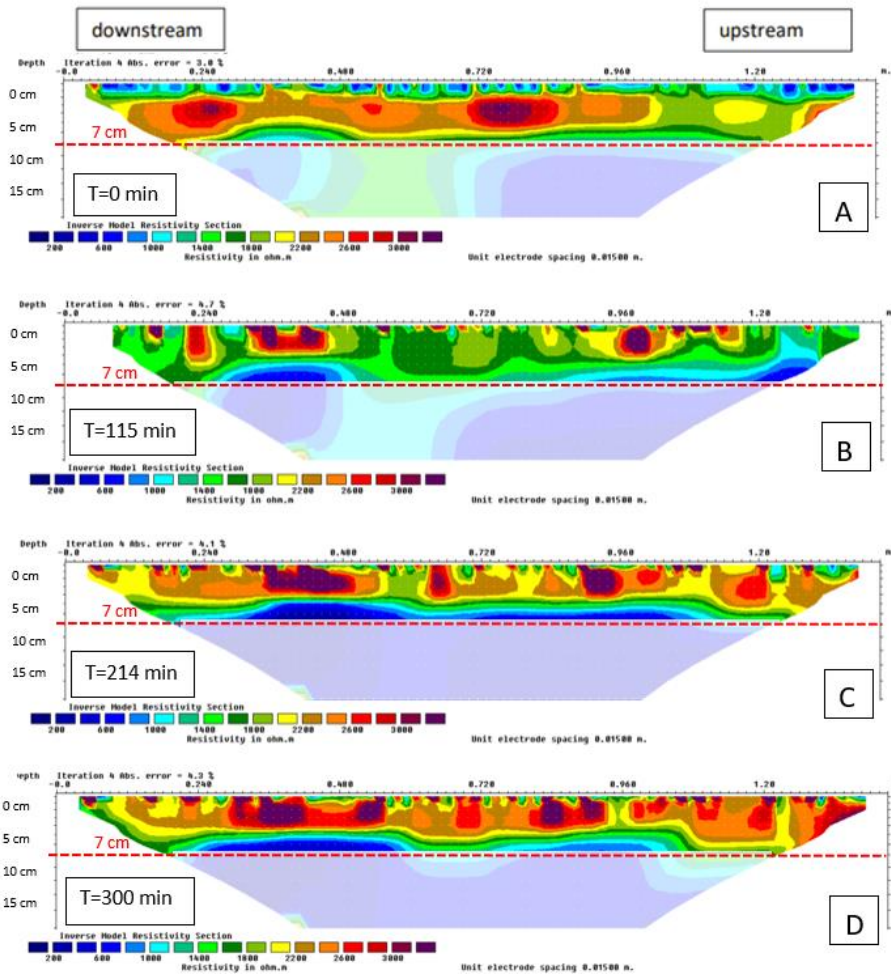 downstream
upstream
Depth Iteration 4 Abs. error = 3.0 %
-0.0 0.240 0.480 0.720 0.960 1.20 m.
0 cm
5 cm
7 cm
10 cm
15 cm
T=0 min
A
Inverse Model Resistivity Section
200 600 1400 1800 2200 2600 3000
Resistivity in ohm.m
Unit electrode spacing 0.01500 m.
Depth Iteration 4 Abs. error = 4.7 %
-0.0 0.240 0.480 0.720 0.960 1.20 m
0 cm
5 cm
7 cm
10 cm
15 cm
T=115 min
B
Inverse Model Resistivity Section
200 600 1400 1800 2200 2600 3000
Resistivity in ohm.m
Unit electrode spacing 0.01500 m.
Depth Iteration 4 Abs. error = 4.1 %
-0.0 0.240 0.480 0.720 0.960 1.20 m
0 cm
5 cm
7 cm
10 cm
15 cm
T=214 min
C
Inverse Model Resistivity Section
200 600 1400 1800 2200 2600 3000
Resistivity in ohm.m
Unit electrode spacing 0.01500 m.
Iteration 4 Abs. error = 4.3 %
-0.0 0.240 0.480 0.720 0.960 1.20 m
0 cm
5 cm
7 cm
10 cm
15 cm
T=300 min
D
Inverse Model Resistivity Section
200 600 1400 1800 2200 2600 3000
Resistivity in ohm.m
Unit electrode spacing 0.01500 m.